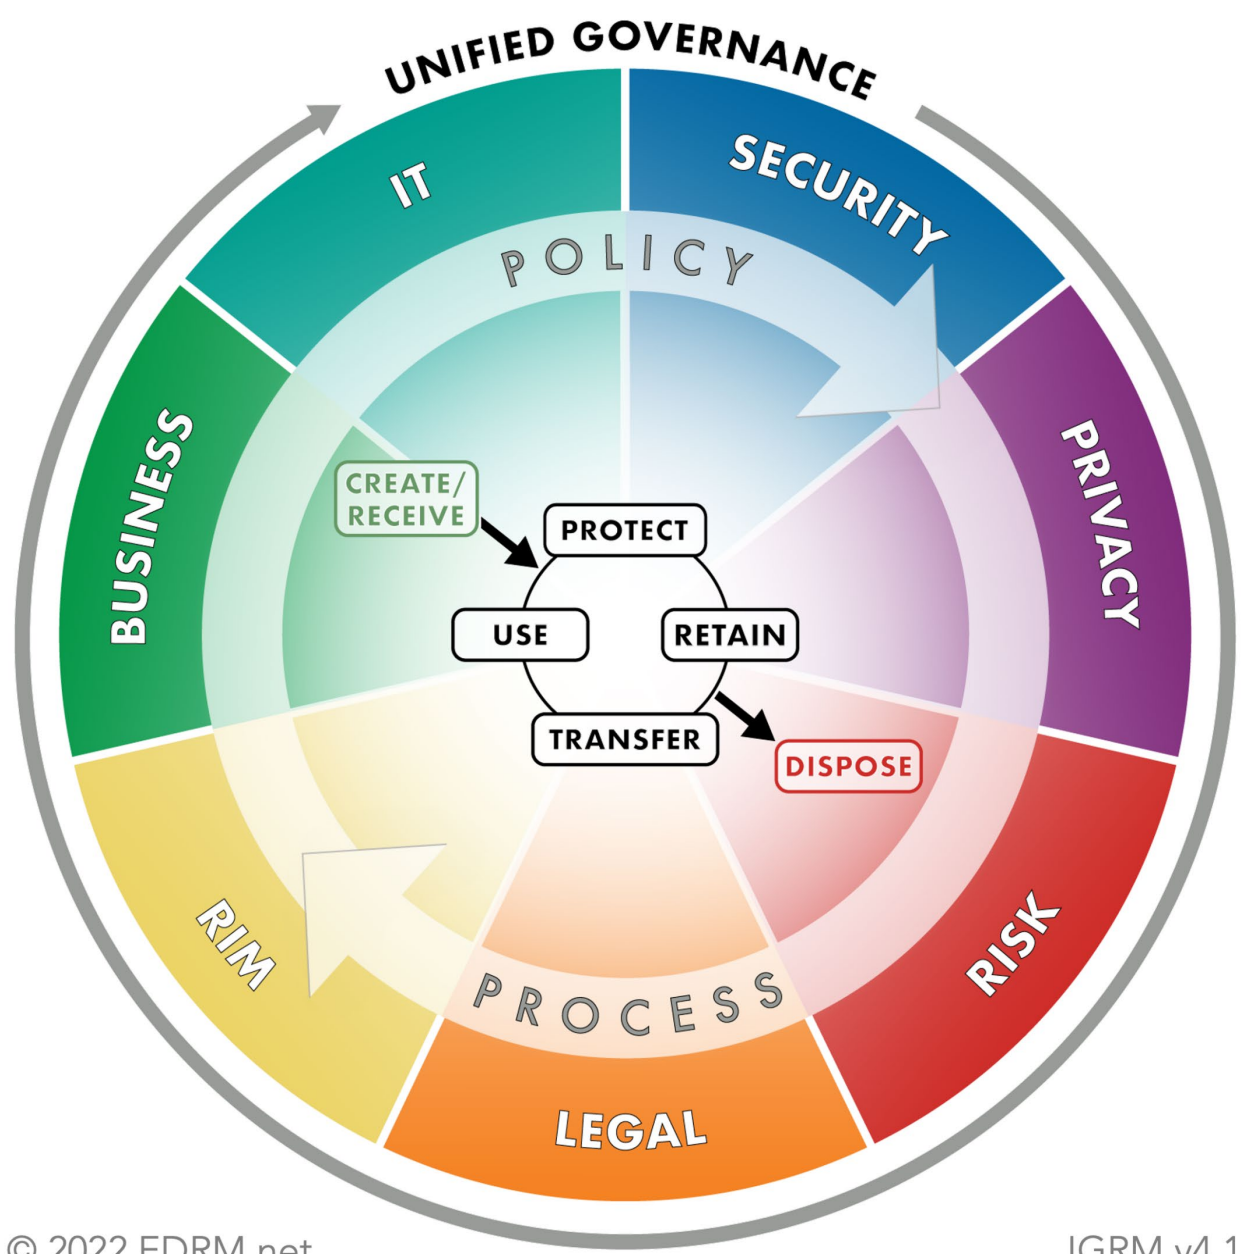 UNIFIED GOVERNANCE
IT
SECURITY
POLICY
BUSINESS
PRIVACY
CREATE/
RECEIVE
PROTECT
USE
RETAIN
TRANSFER
DISPOSE
RIM
RISK
PROCESS
LEGAL
© 2022 EDRM.net
IGRM v4.1